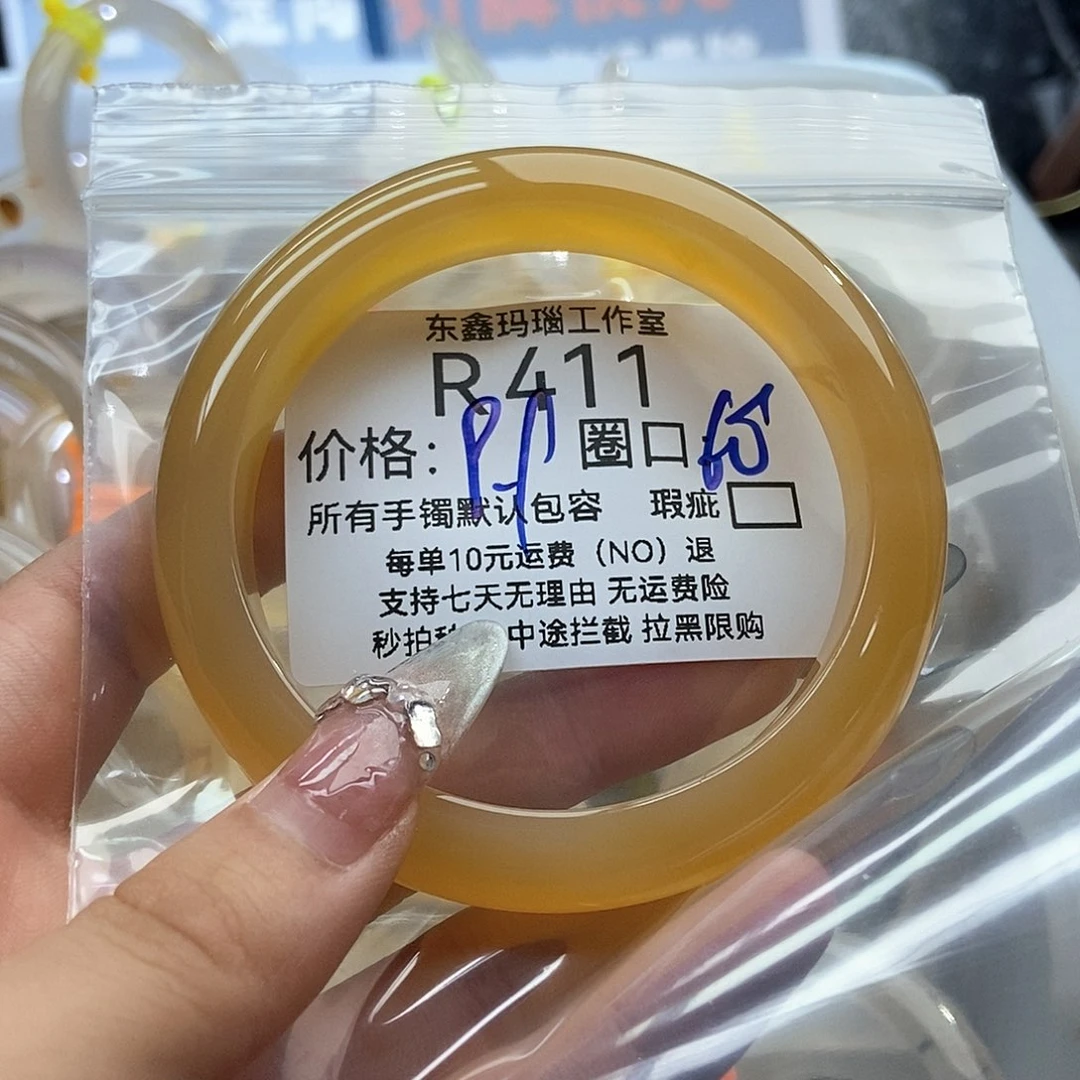 东鑫玛瑙工作室
R411
价格： 圈口
所有手镯默认包容 瑕疵
每单10元运费（NO）退
支持七天无理由 无运费险
秒拍 中途拦截 拉黑限购